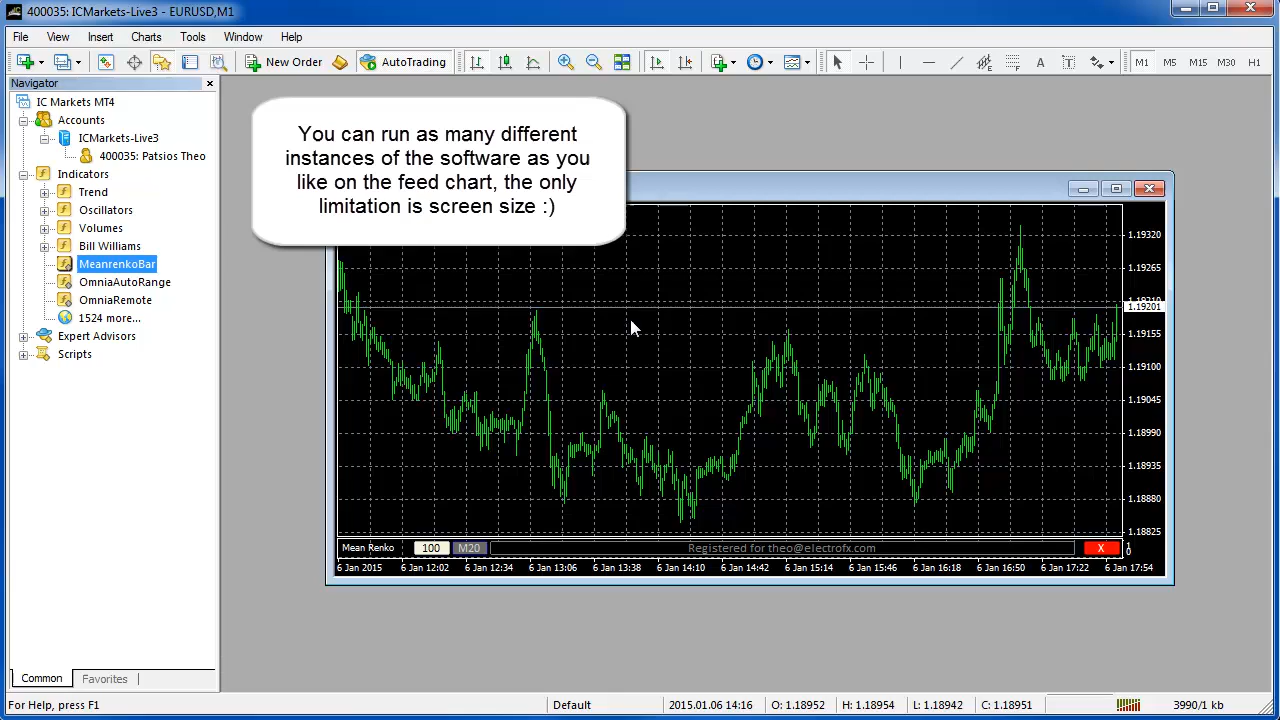 400035: ICMarkets-Live3 - EURUSD,M1
File View Insert Charts Tools Window Help
New Order AutoTrading A T M1 M5 M15 M30 H1
Navigator
IC Markets MT4
Accounts
ICMarkets-Live3
400035: Patsios Theo
Indicators
Trend
Oscillators
Volumes
Bill Williams
MeanrenkoBar
OmniaAutoRange
OmniaRemote
1524 more...
Expert Advisors
Scripts
Common Favorites
You can run as many different
instances of the software as you
like on the feed chart, the only
limitation is screen size :)
1.19320
1.19265
1.19210
1.19201
1.19155
1.19100
1.19045
1.18990
1.18935
1.18880
1.18825
Mean Renko 100 M20 Registered for theo@electrofx.com X
6 Jan 2015 6 Jan 12:02 6 Jan 12:34 6 Jan 13:06 6 Jan 13:38 6 Jan 14:10 6 Jan 14:42 6 Jan 15:14 6 Jan 15:46 6 Jan 16:18 6 Jan 16:50 6 Jan 17:22 6 Jan 17:54
For Help, press F1 Default 2015.01.06 14:16 O: 1.18952 H: 1.18954 L: 1.18942 C: 1.18951 3990/1 kb